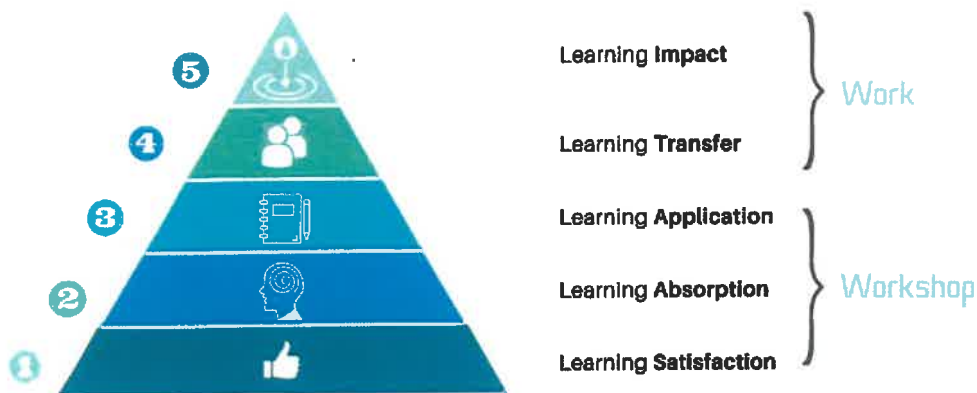 5
Learning Impact
Work
4
Learning Transfer
3
Learning Application
2
Learning Absorption
Workshop
1
Learning Satisfaction